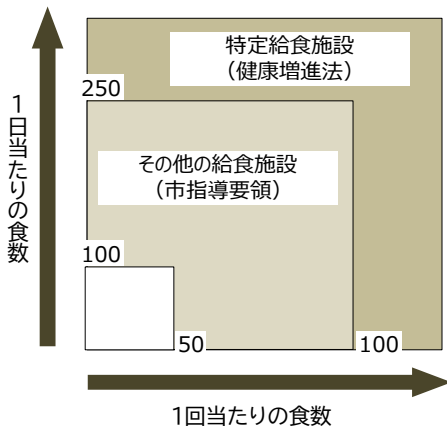 特定給食施設
（健康増進法）
250
その他の給食施設
（市指導要領）
100
50
100
1日当たりの食数
1回当たりの食数